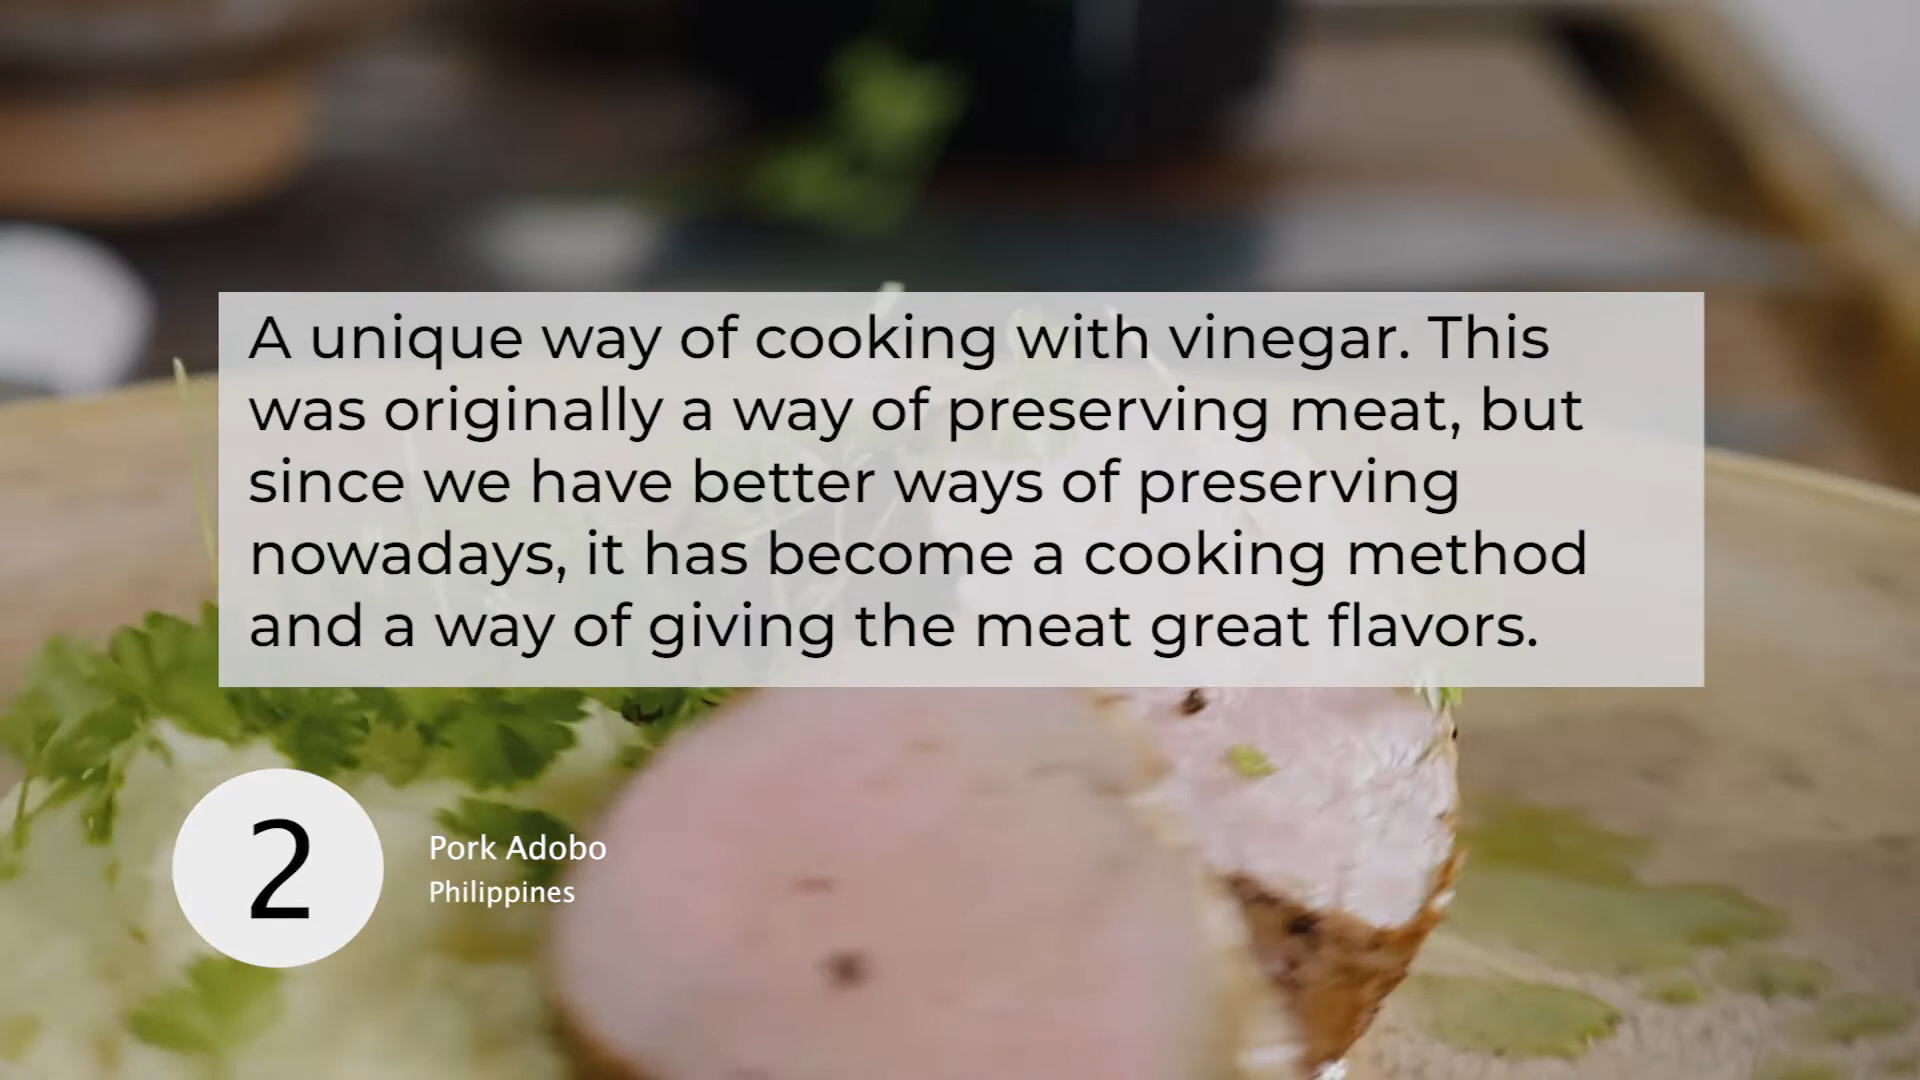 A unique way of cooking with vinegar. This
was originally a way of preserving meat, but
since we have better ways of preserving
nowadays, it has become a cooking method
and a way of giving the meat great flavors.
2
Pork Adobo
Philippines